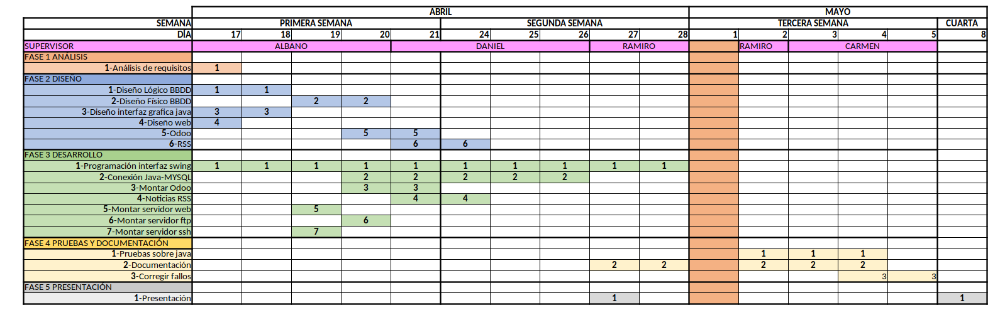 ABRIL MAYO
SEMANA PRIMERA SEMANA SEGUNDA SEMANA TERCERA SEMANA CUARTA
DÍA 17 18 19 20 21 24 25 26 27 28 1 2 3 4 5 8
SUPERVISOR ALBANO DANIEL RAMIRO RAMIRO CARMEN
FASE 1 ANÁLISIS
1-Análisis de requisitos 1
FASE 2 DISEÑO
1-Diseño Lógico BBDD 1 1
2-Diseño Físico BBDD 2 2
3-Diseño interfaz grafica java 3 3
4-Diseño web 4
5-Odoo 5 5
6-RSS 6 6
FASE 3 DESARROLLO
1-Programación interfaz swing 1 1 1 1 1 1 1 1 1 1
2-Conexión Java-MYSQL 2 2 2 2 2
3-Montar Odoo 3 3
4-Noticias RSS 4 4
5-Montar servidor web 5
6-Montar servidor ftp 6
7-Montar servidor ssh 7
FASE 4 PRUEBAS Y DOCUMENTACIÓN
1-Pruebas sobre java 1 1 1
2-Documentación 2 2 2 2 2
3-Corregir fallos 3 3
FASE 5 PRESENTACIÓN
1-Presentación 1 1